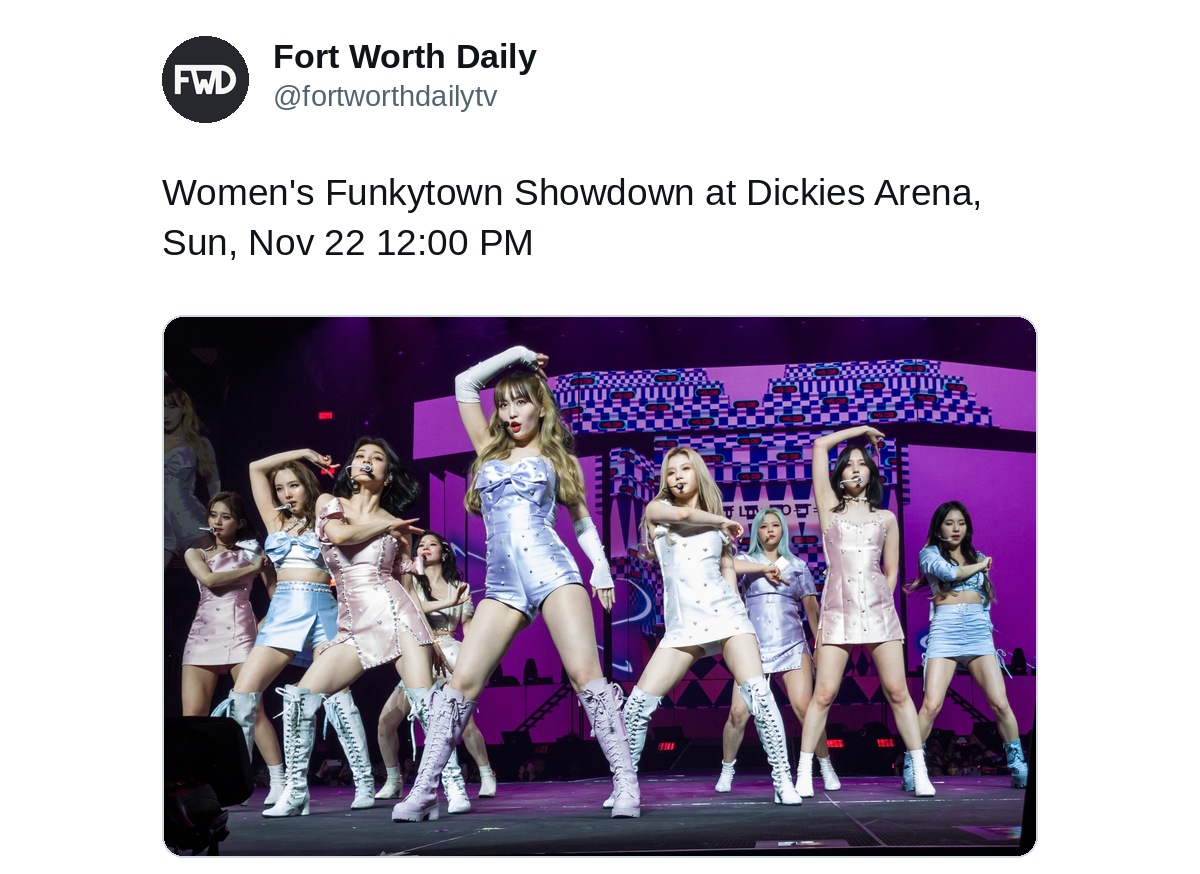 FWD
Fort Worth Daily
@fortworthdailytv
Women's Funkytown Showdown at Dickies Arena,
Sun, Nov 22 12:00 PM